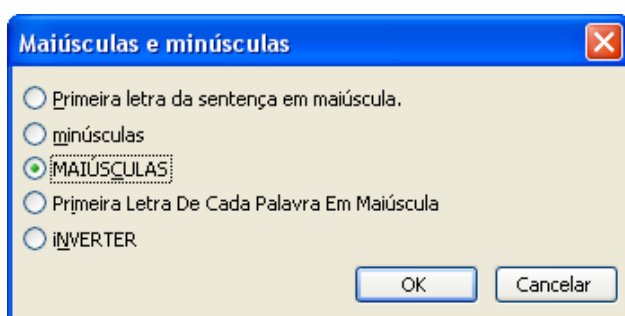 Maiúsculas e minúsculas
Primeira letra da sentença em maiúscula.
minúsculas
MAIÚSCULAS
Primeira Letra De Cada Palavra Em Maiúscula
iNVERTER
OK Cancelar